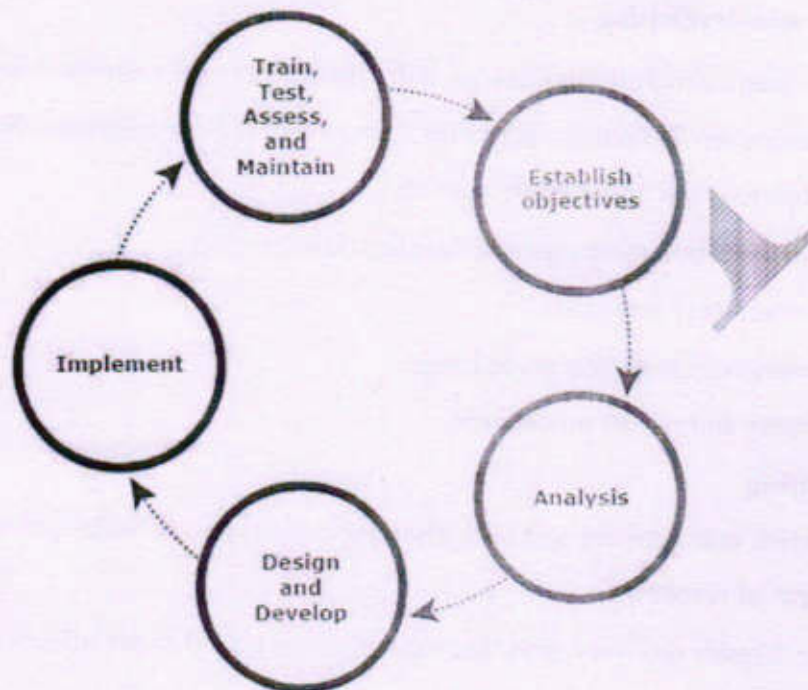 Train,
Test,
Assess,
and
Maintain
Establish
objectives
Analysis
Design
and
Develop
Implement